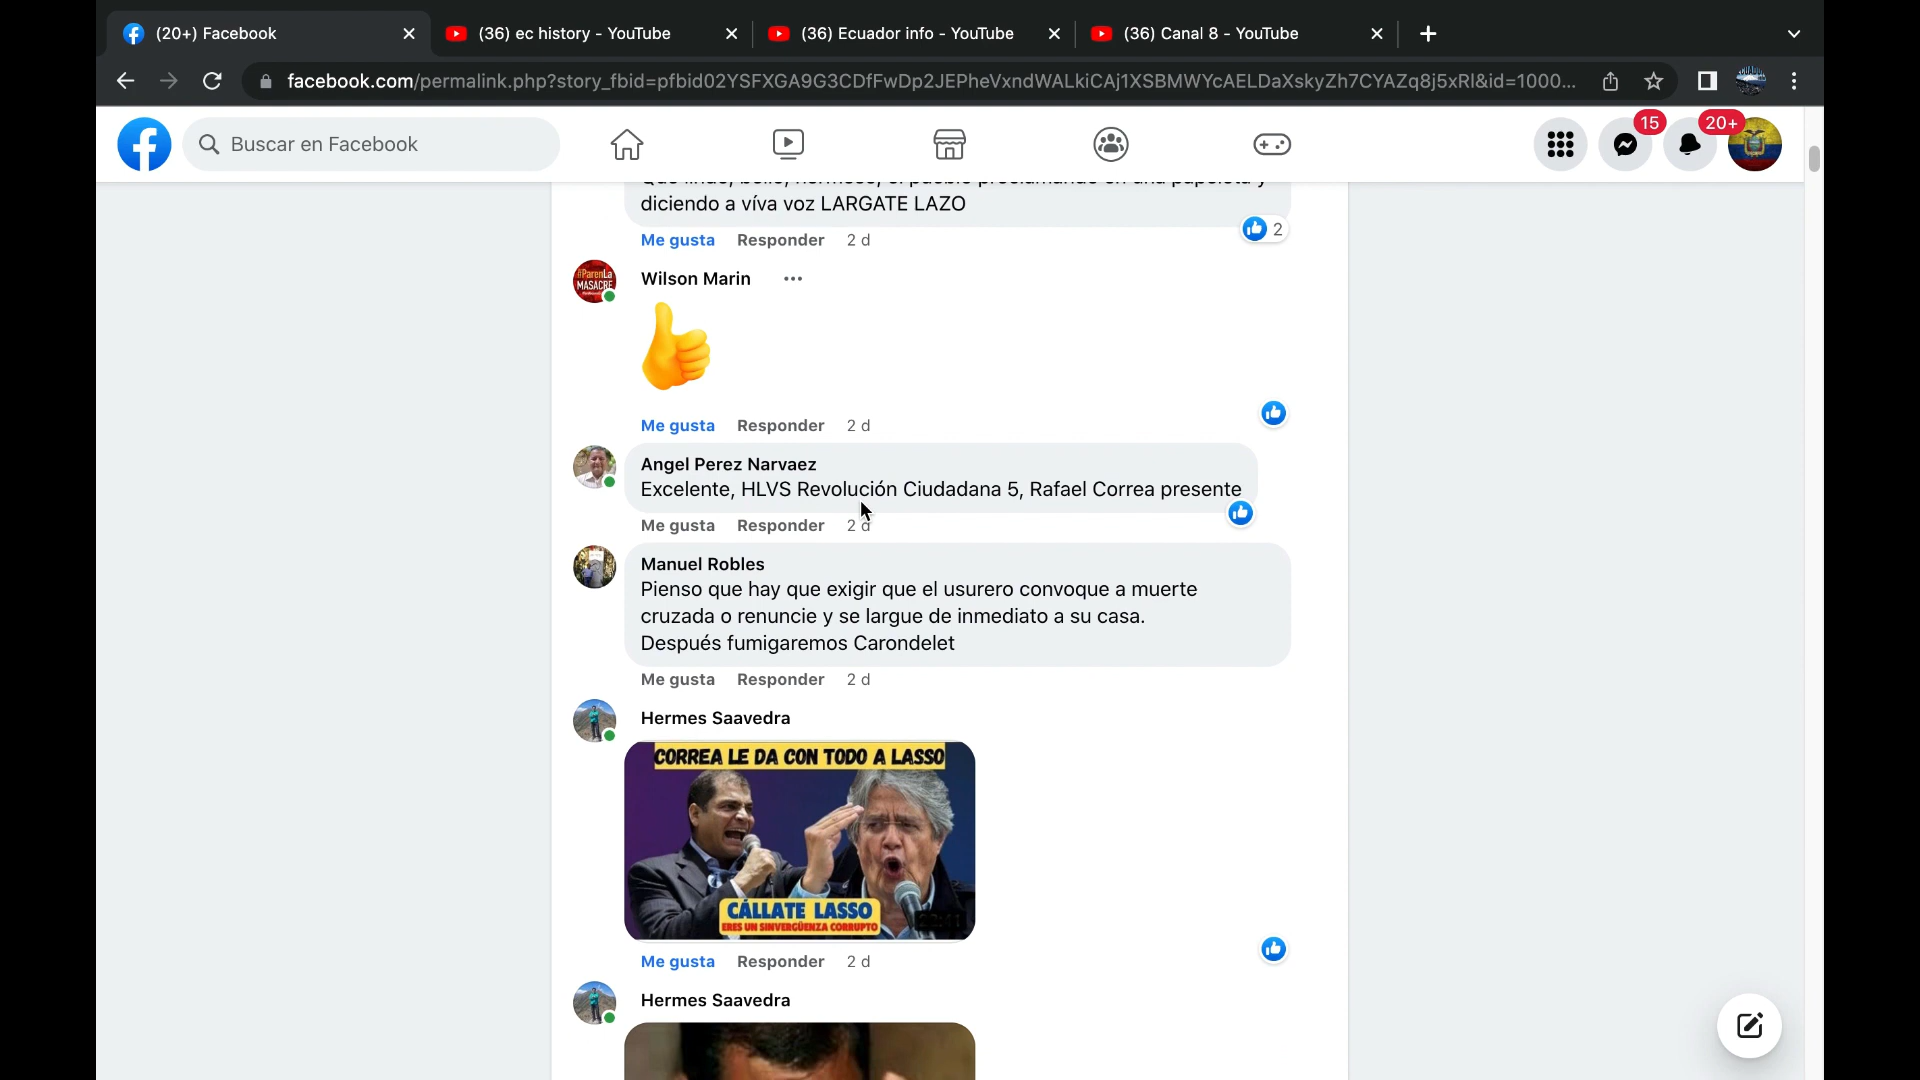 (20+) Facebook
(36) ec history - YouTube
(36) Ecuador info - YouTube
(36) Canal 8 - YouTube
facebook.com/permalink.php?story_fbid=pfbid02YSFXGA9G3CDfFwDp2JEPheVxndWALkiCAj1XSBMWYcAELDaXskyZh7CYAZq8j5xRl&id=1000...
Buscar en Facebook
15
20+
diciendo a víva voz LARGATE LAZO
2
Me gusta Responder 2 d
#ParenLa
MASACRE
Wilson Marin
Me gusta Responder 2 d
Angel Perez Narvaez
Excelente, HLVS Revolución Ciudadana 5, Rafael Correa presente
Me gusta Responder 2 d
Manuel Robles
Pienso que hay que exigir que el usurero convoque a muerte
cruzada o renuncie y se largue de inmediato a su casa.
Después fumigaremos Carondelet
Me gusta Responder 2 d
Hermes Saavedra
CORREA LE DA CON TODO A LASSO
CÁLLATE LASSO
ERES UN SINVERGÜENZA CORRUPTO
Me gusta Responder 2 d
Hermes Saavedra